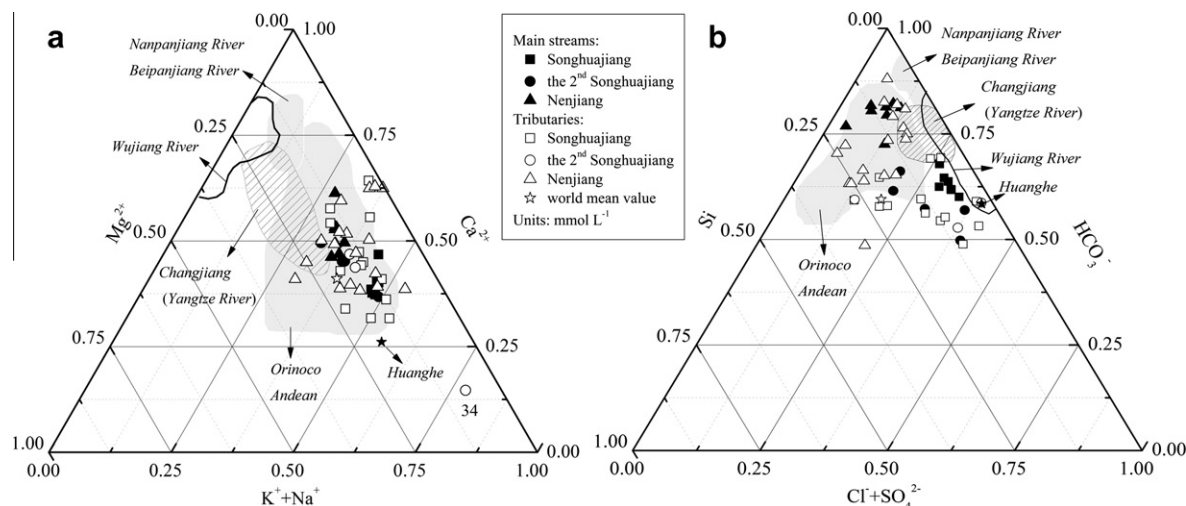 a
0.00
Nanpanjiang River
Beipanjiang River
0.25
0.75
Wujiang River
Mg²⁺
Ca²⁺
0.50
0.50
Changjiang
(Yangtze River)
0.75
0.25
Orinoco
Andean
Huanghe
34
1.00
0.00
0.00
0.25
0.50
0.75
1.00
K⁺+Na⁺
Main streams:
Songhuajiang
the 2ⁿᵈ Songhuajiang
Nenjiang
Tributaries:
Songhuajiang
the 2ⁿᵈ Songhuajiang
Nenjiang
world mean value
Units: mmol L⁻¹
b
0.00
Nanpanjiang River
Beipanjiang River
Changjiang
(Yangtze River)
0.25
0.75
Wujiang River
Huanghe
Si
HCO₃⁻
0.50
0.50
Orinoco
Andean
0.75
0.25
1.00
0.00
0.00
0.25
0.50
0.75
1.00
Cl⁻+SO₄²⁻